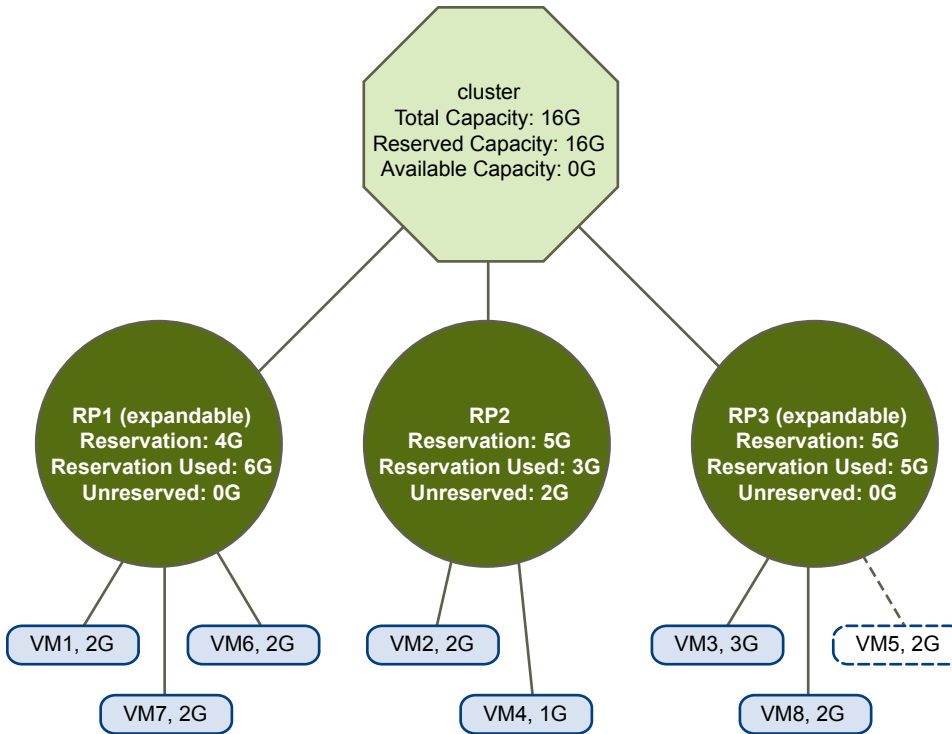 cluster
Total Capacity: 16G
Reserved Capacity: 16G
Available Capacity: 0G
RP1 (expandable)
Reservation: 4G
Reservation Used: 6G
Unreserved: 0G
RP2
Reservation: 5G
Reservation Used: 3G
Unreserved: 2G
RP3 (expandable)
Reservation: 5G
Reservation Used: 5G
Unreserved: 0G
VM1, 2G
VM6, 2G
VM2, 2G
VM3, 3G
VM5, 2G
VM7, 2G
VM4, 1G
VM8, 2G